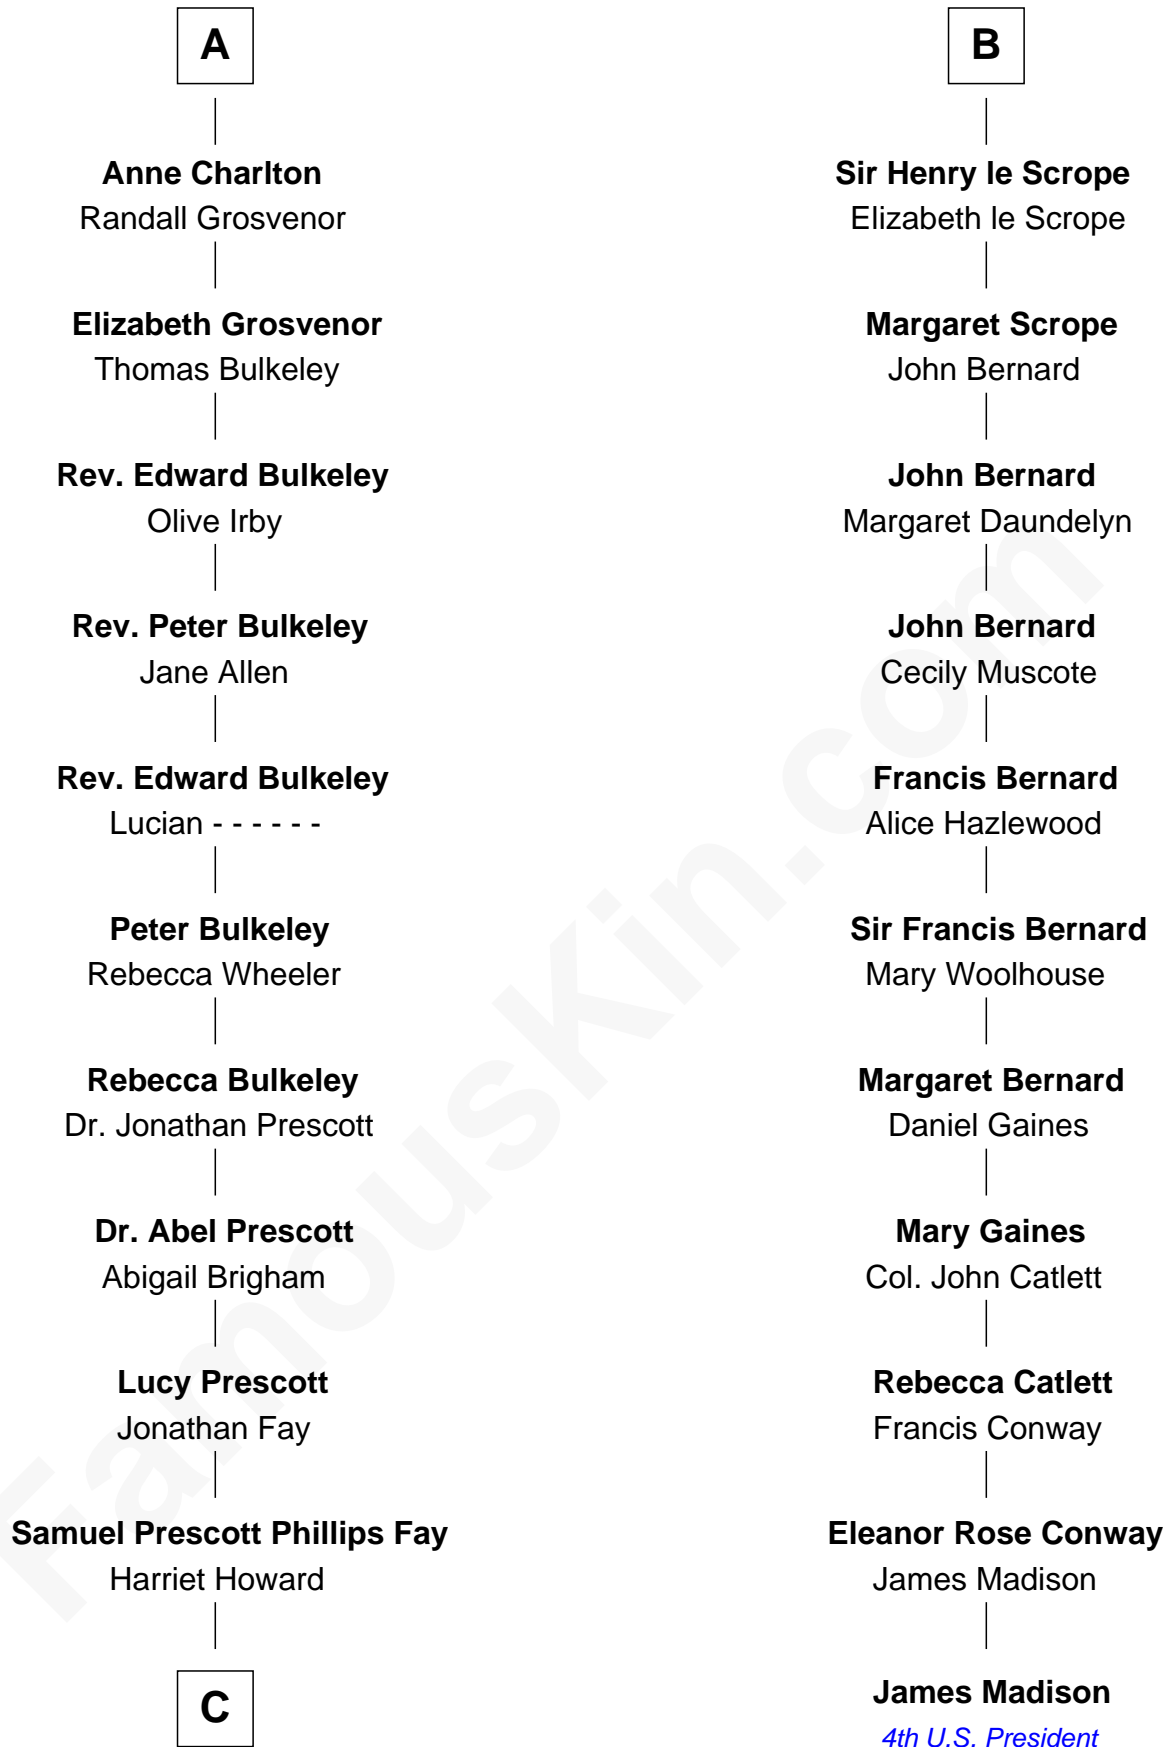 A
Anne Charlton
Randall Grosvenor
Elizabeth Grosvenor
Thomas Bulkeley
Rev. Edward Bulkeley
Olive Irby
Rev. Peter Bulkeley
Jane Allen
Rev. Edward Bulkeley
Lucian - - - - - -
Peter Bulkeley
Rebecca Wheeler
Rebecca Bulkeley
Dr. Jonathan Prescott
Dr. Abel Prescott
Abigail Brigham
Lucy Prescott
Jonathan Fay
Samuel Prescott Phillips Fay
Harriet Howard
C
B
Sir Henry le Scrope
Elizabeth le Scrope
Margaret Scrope
John Bernard
John Bernard
Margaret Daundelyn
John Bernard
Cecily Muscote
Francis Bernard
Alice Hazlewood
Sir Francis Bernard
Mary Woolhouse
Margaret Bernard
Daniel Gaines
Mary Gaines
Col. John Catlett
Rebecca Catlett
Francis Conway
Eleanor Rose Conway
James Madison
James Madison
4th U.S. President
FamousKin.com